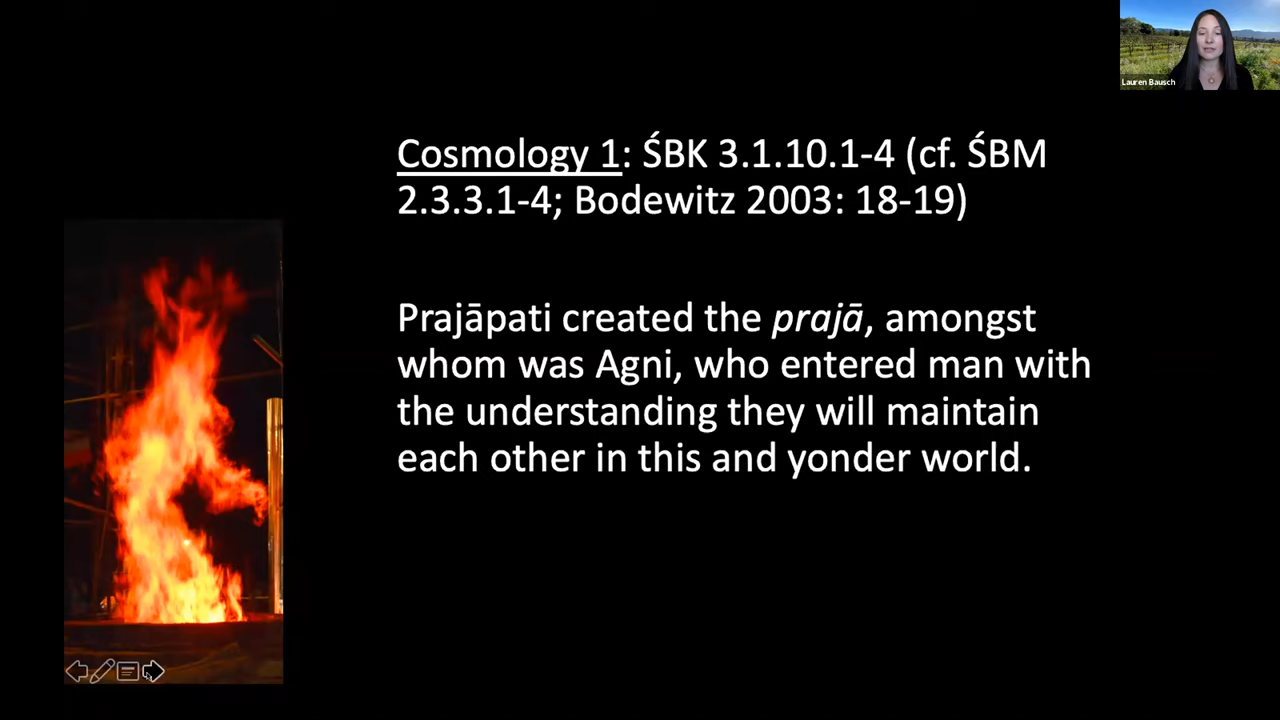 Lauren Bausch
Cosmology 1: ŚBK 3.1.10.1-4 (cf. ŚBM
2.3.3.1-4; Bodewitz 2003: 18-19)
Prajāpati created the prajā, amongst
whom was Agni, who entered man with
the understanding they will maintain
each other in this and yonder world.